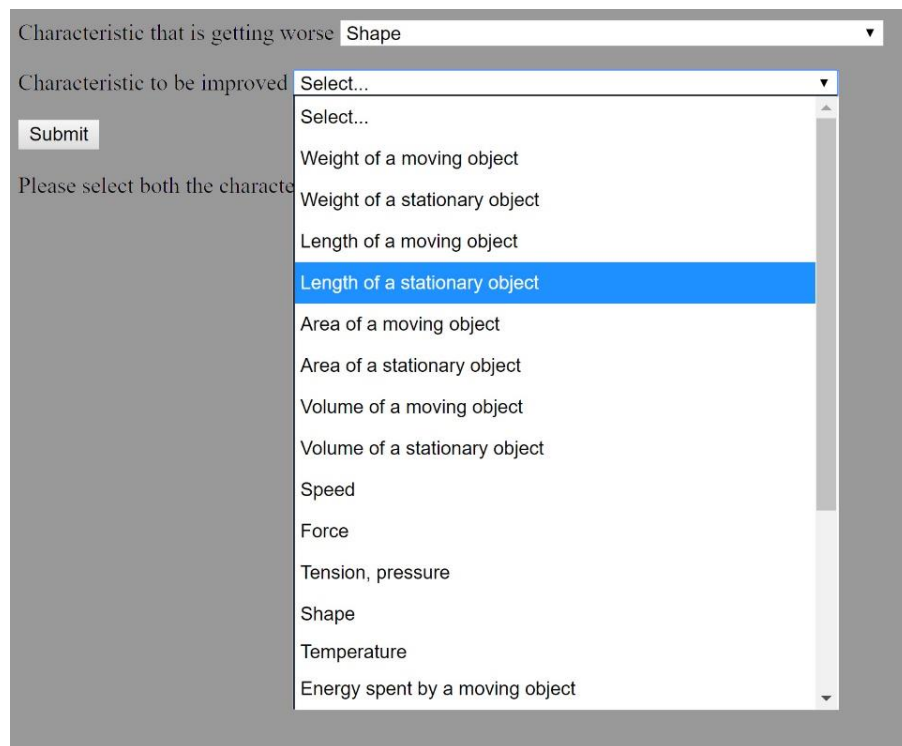 Characteristic that is getting worse Shape
Characteristic to be improved Select...
Select...
Submit
Weight of a moving object
Weight of a stationary object
Please select both the characte
Length of a moving object
Length of a stationary object
Area of a moving object
Area of a stationary object
Volume of a moving object
Volume of a stationary object
Speed
Force
Tension, pressure
Shape
Temperature
Energy spent by a moving object